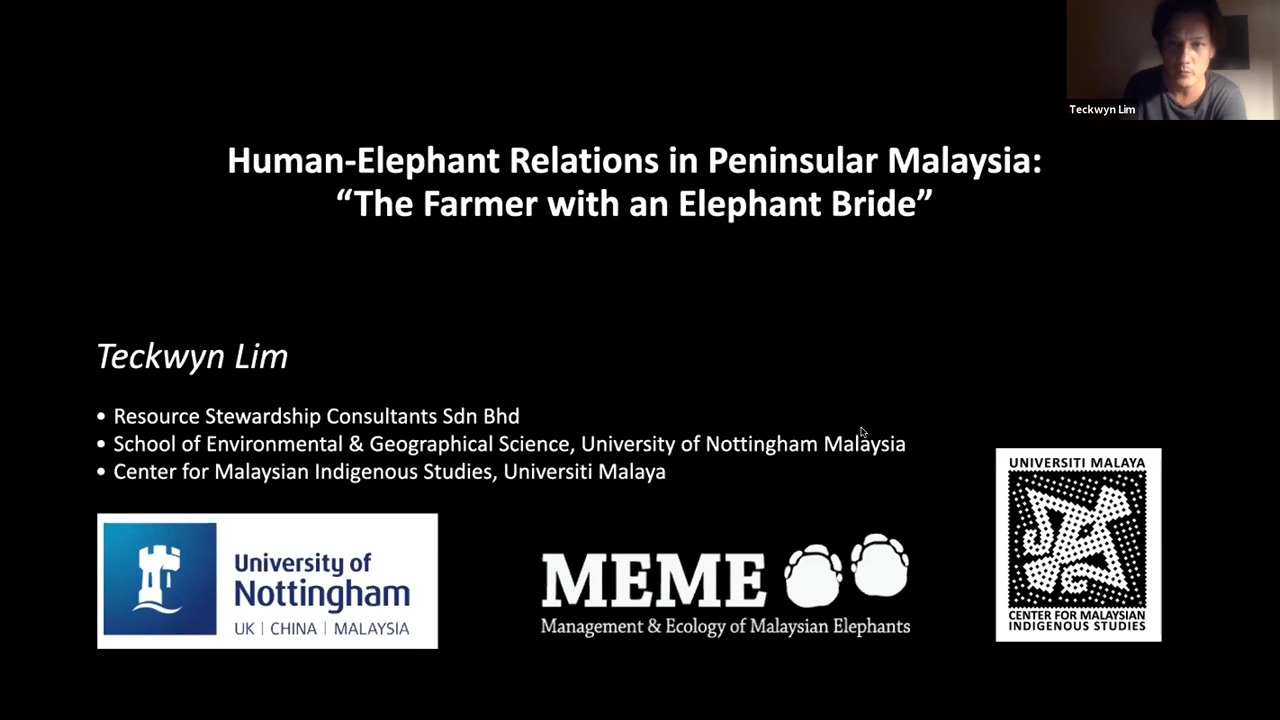 Teckwyn Lim
Human-Elephant Relations in Peninsular Malaysia:
“The Farmer with an Elephant Bride”
Teckwyn Lim
• Resource Stewardship Consultants Sdn Bhd
• School of Environmental & Geographical Science, University of Nottingham Malaysia
• Center for Malaysian Indigenous Studies, Universiti Malaya
University of
Nottingham
UK | CHINA | MALAYSIA
MEME
Management & Ecology of Malaysian Elephants
UNIVERSITI MALAYA
CENTER FOR MALAYSIAN
INDIGENOUS STUDIES